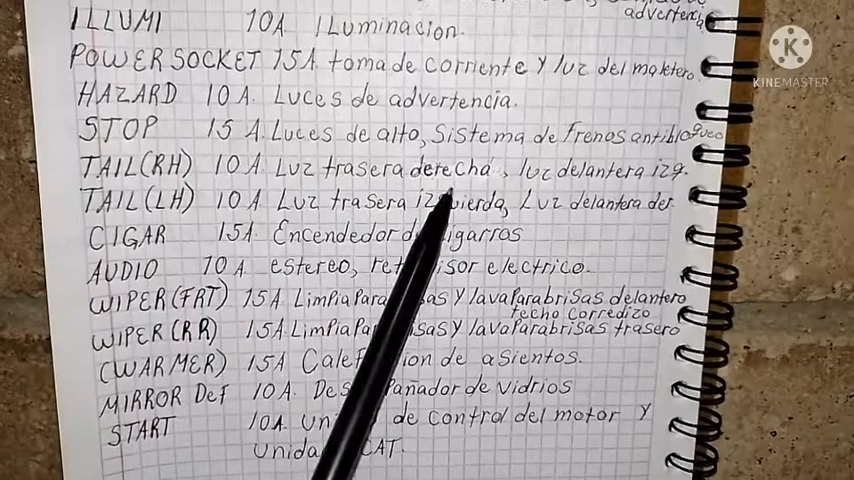 advertencia
ILLUMI 10A ILuminacion.
POWER SOCKET 15A toma de corriente Y luz del maletero
HAZARD 10A. Luces de advertencia.
STOP 15 A. Luces de alto, Sistema de frenos antibloqueo
TAIL(RH) 10A Luz trasera derecha, luz delantera izq.
TAIL(LH) 10A Luz trasera izquierda, Luz delantera der
CIGAR 15A. Encendedor de cigarros
AUDIO 10A estereo, retrovisor electrico.
WIPER(FRT) 15A Limpiaparabrisas Y lavaparabrisas delantero
techo corredizo
WIPER(RR) 15A Limpiaparabrisas Y lavaparabrisas trasero
(WARMER) 15A Calefaccion de asientos.
MIRROR DeF 10A. Desempañador de vidrios
START 10A Unidad de control del motor Y
Unidad CAT.
KINEMASTER